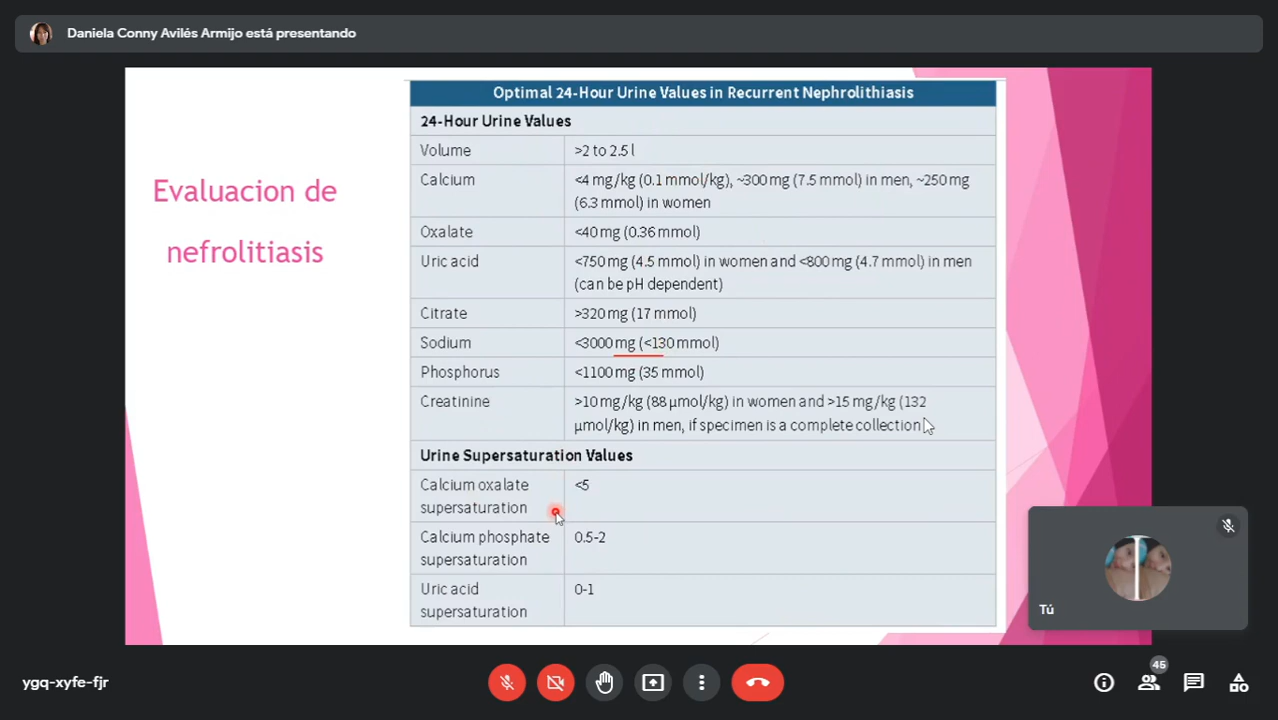 Daniela Conny Avilés Armijo está presentando
Evaluacion de
nefrolitiasis
Optimal 24-Hour Urine Values in Recurrent Nephrolithiasis
24-Hour Urine Values
Volume >2 to 2.5 l
Calcium <4 mg/kg (0.1 mmol/kg), ~300 mg (7.5 mmol) in men, ~250 mg
(6.3 mmol) in women
Oxalate <40 mg (0.36 mmol)
Uric acid <750 mg (4.5 mmol) in women and <800 mg (4.7 mmol) in men
(can be pH dependent)
Citrate >320 mg (17 mmol)
Sodium <3000 mg (<130 mmol)
Phosphorus <1100 mg (35 mmol)
Creatinine >10 mg/kg (88 μmol/kg) in women and >15 mg/kg (132
μmol/kg) in men, if specimen is a complete collection
Urine Supersaturation Values
Calcium oxalate <5
supersaturation
Calcium phosphate 0.5-2
supersaturation
Uric acid 0-1
supersaturation
Tú
ygq-xyfe-fjr
45